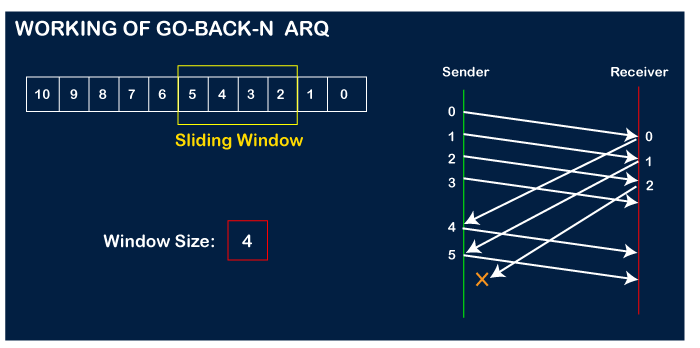 WORKING OF GO-BACK-N ARQ
10 9 8 7 6 5 4 3 2 1 0
Sliding Window
Window Size: 4
Sender Receiver
0
1
2
3
4
5
0
1
2